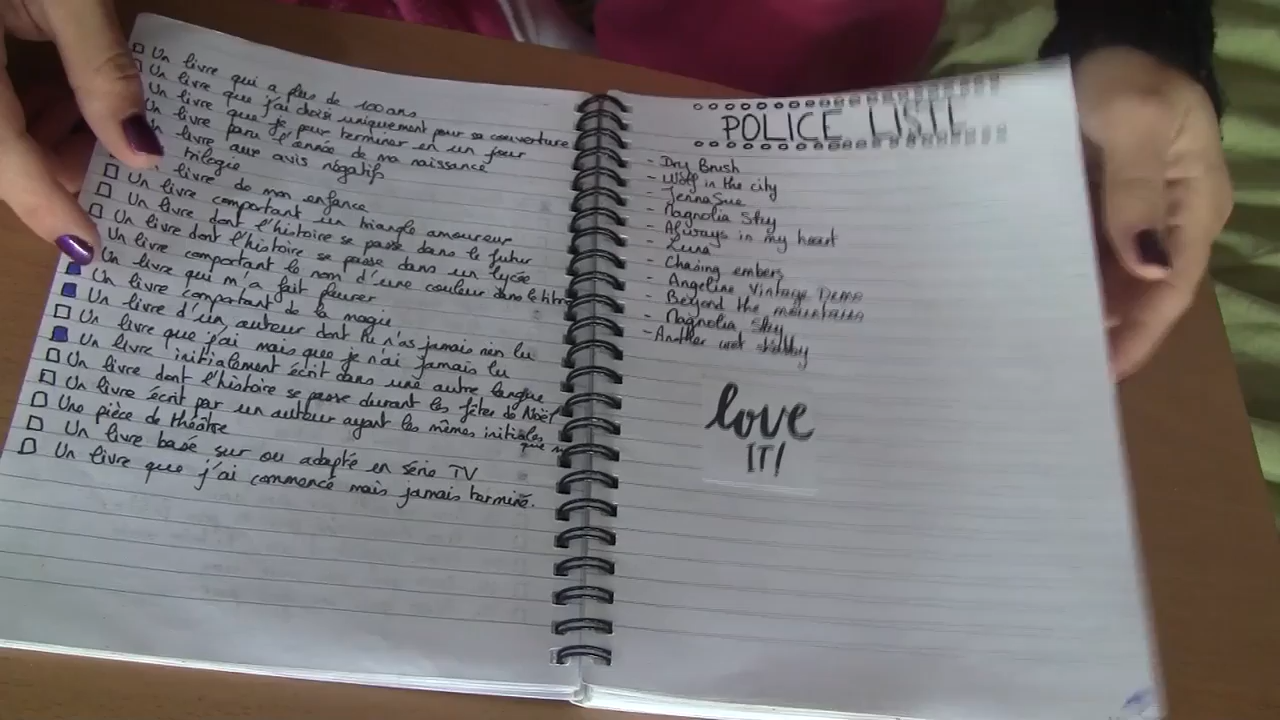 Un livre qui a plus de 100 ans
Un livre que j'ai choisi uniquement pour sa couverture
Un livre que je peux terminer en un jour
Un livre paru l'année de ma naissance
livre aux avis négatifs
trilogie
livre de mon enfance
Un livre comportant un triangle amoureux
Un livre dont l'histoire se passe dans le futur
Un livre dont l'histoire se passe dans un lycée
Un livre comportant le nom d'une couleur dans le titre
Un livre qui m'a fait pleurer
Un livre comportant de la magie
Un livre d'un auteur dont tu n'as jamais rien lu
Un livre que j'ai mais que je n'ai jamais lu
Un livre initialement écrit dans une autre langue
Un livre dont l'histoire se passe durant les fêtes de Noël
Un livre écrit par un auteur ayant les mêmes initiales
que
Une pièce de théâtre
Un livre basé sur ou adapté en série TV
Un livre que j'ai commencé mais jamais terminé.
POLICE LISTE
- Dry Brush
- Wolf in the city
- JennaSue
- Magnolia Sky
- Always in my heart
- Luna
- Chasing embers
- Angeline Vintage Demo
- Beyond the mountains
- Magnolia Sky
- Another
love
IT!